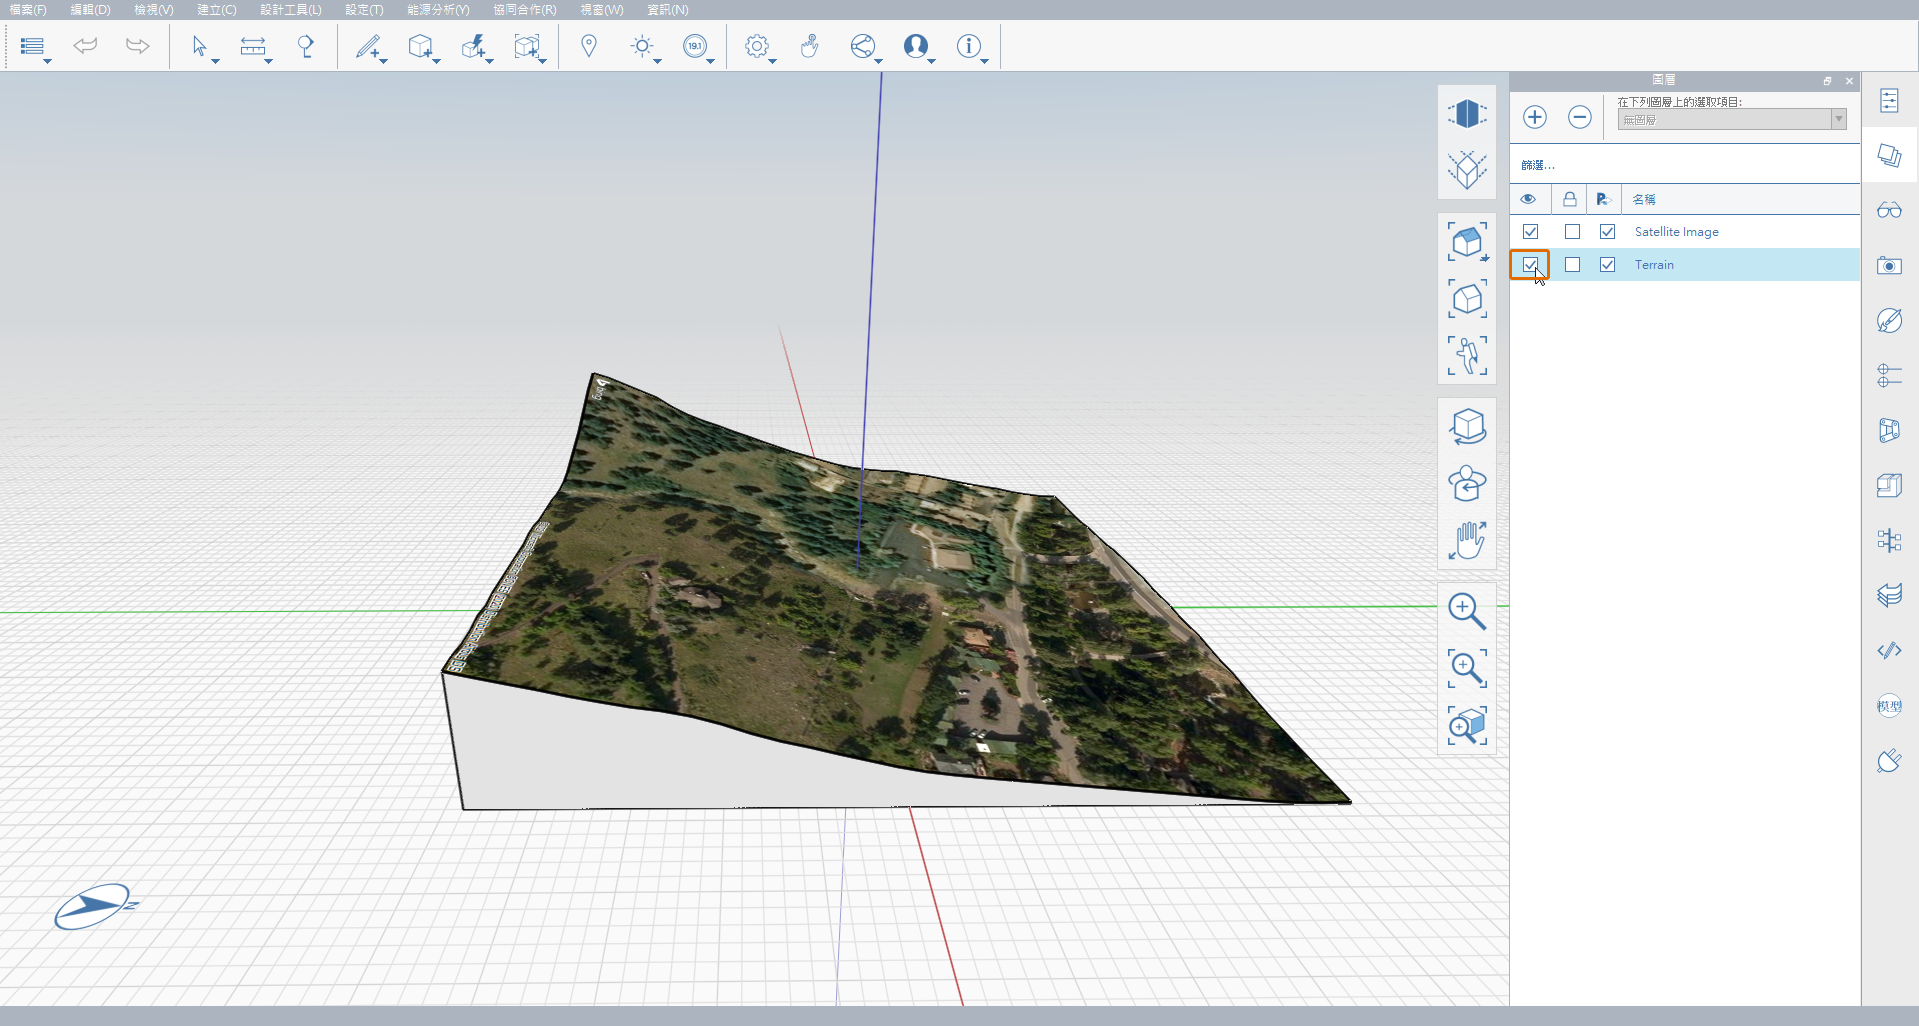 檔案(F) 編輯(D) 檢視(V) 建立(C) 設計工具(L) 設定(T) 能源分析(Y) 協同合作(R) 視窗(W) 資訊(N)
19.1
圖層
在下列圖層上的選取項目:
無圖層
篩選...
名稱
Satellite Image
Terrain
模型
bing
N